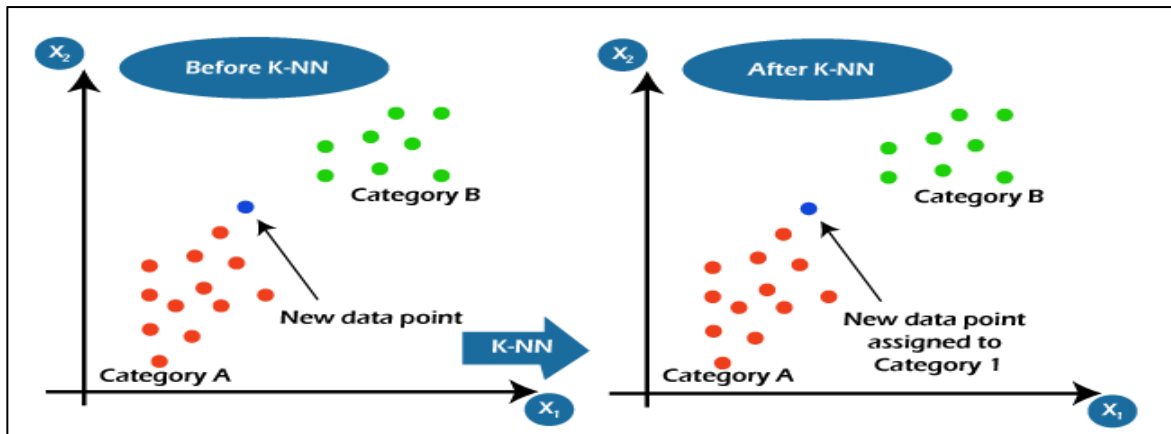 X₂
Before K-NN
Category B
New data point
Category A
X₁
K-NN
X₂
After K-NN
Category B
New data point
assigned to
Category 1
Category A
X₁